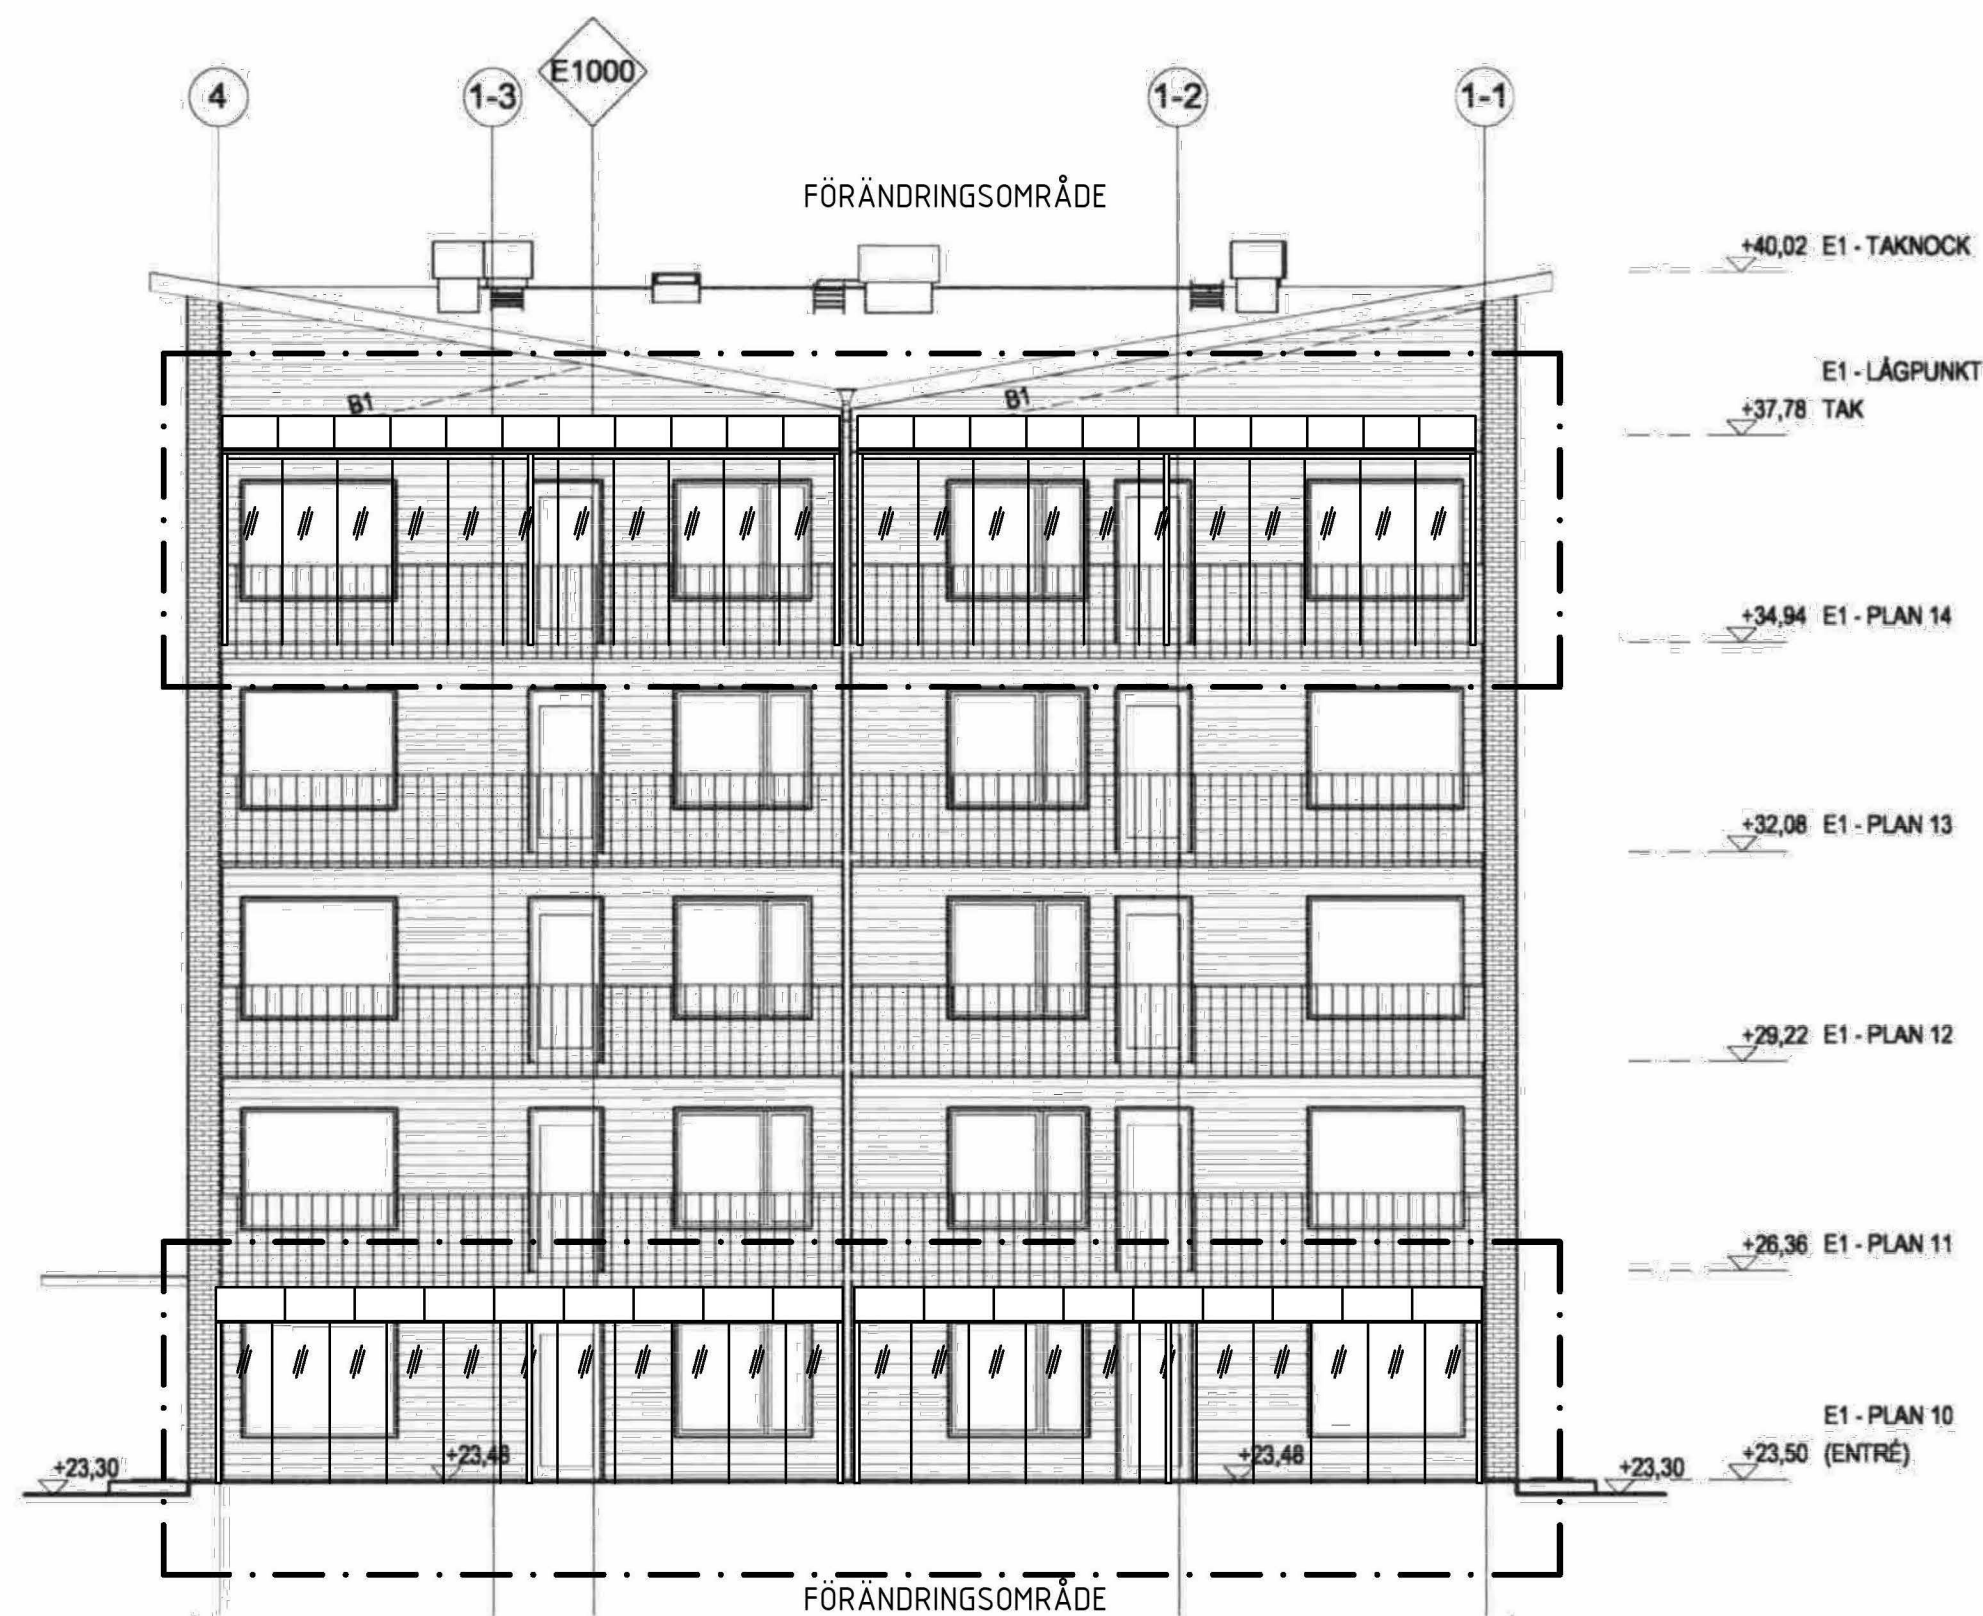 E1000
4
1-3
1-2
1-1
FÖRÄNDRINGSOMRÅDE
+40,02 E1 - TAKNOCK
E1 - LÅGPUNKT
+37,78 TAK
B1
B1
+34,94 E1 - PLAN 14
+32,08 E1 - PLAN 13
+29,22 E1 - PLAN 12
+26,36 E1 - PLAN 11
E1 - PLAN 10
+23,50 (ENTRÉ)
+23,30
+23,48
+23,48
+23,30
FÖRÄNDRINGSOMRÅDE